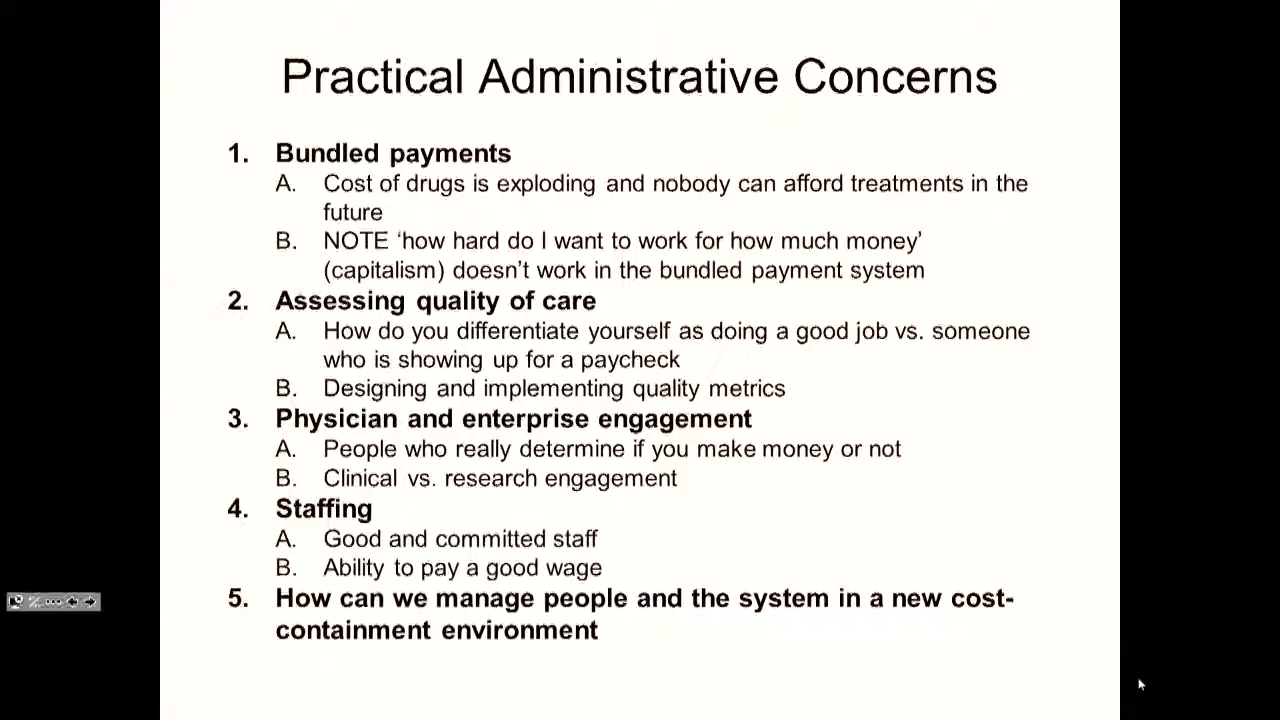 Practical Administrative Concerns
1. Bundled payments
A. Cost of drugs is exploding and nobody can afford treatments in the
future
B. NOTE ‘how hard do I want to work for how much money’
(capitalism) doesn’t work in the bundled payment system
2. Assessing quality of care
A. How do you differentiate yourself as doing a good job vs. someone
who is showing up for a paycheck
B. Designing and implementing quality metrics
3. Physician and enterprise engagement
A. People who really determine if you make money or not
B. Clinical vs. research engagement
4. Staffing
A. Good and committed staff
B. Ability to pay a good wage
5. How can we manage people and the system in a new cost-
containment environment